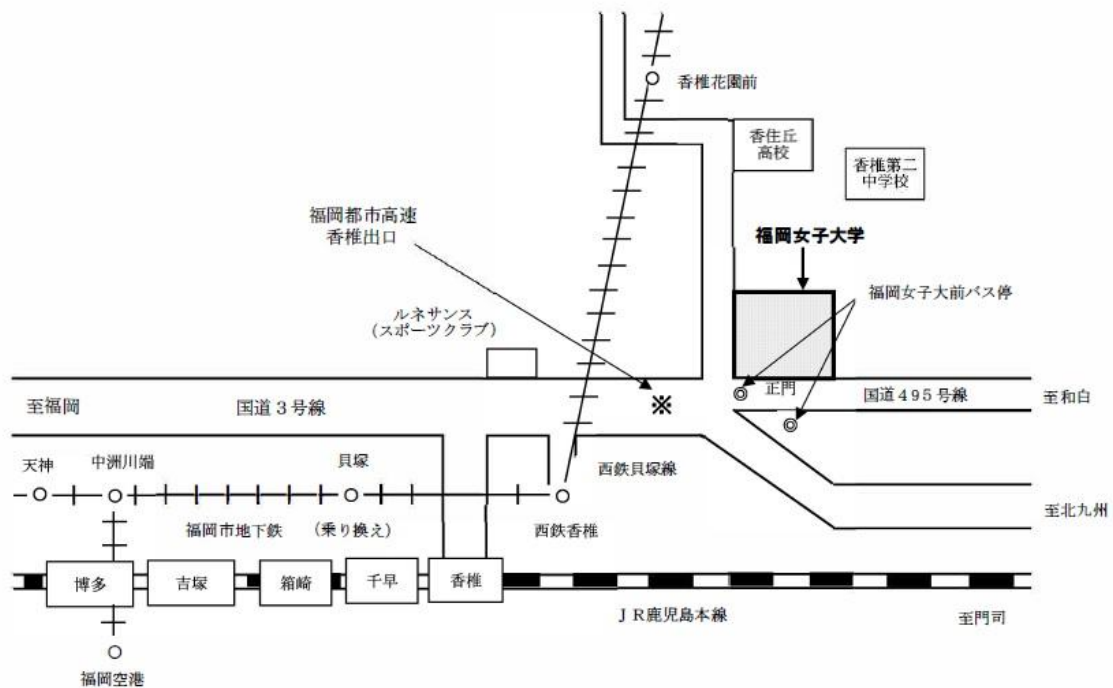 香椎花園前
香住丘
高校
香椎第二
中学校
福岡都市高速
香椎出口
福岡女子大学
福岡女子大前バス停
ルネサンス
(スポーツクラブ)
正門
国道495号線
至和白
至福岡
国道3号線
※
天神
中洲川端
貝塚
西鉄貝塚線
福岡市地下鉄
(乗り換え)
西鉄香椎
至北九州
博多
吉塚
箱崎
千早
香椎
JR鹿児島本線
至門司
福岡空港